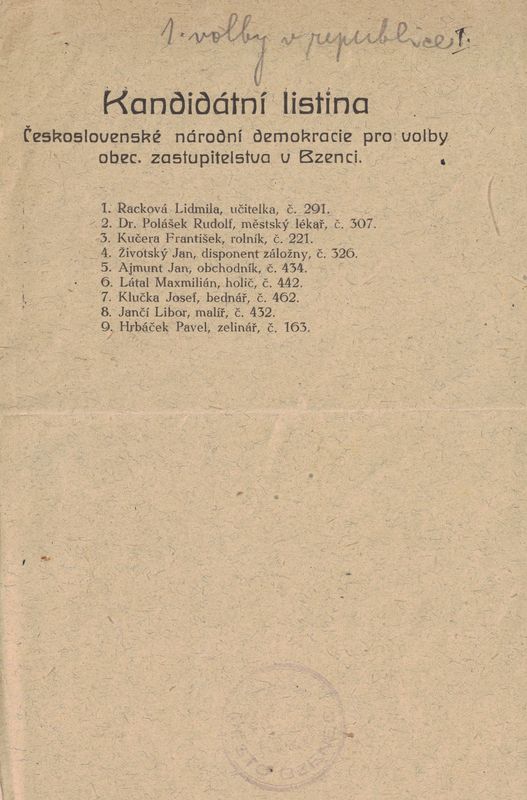 1. volby v republice I.
Kandidátní listina
Československé národní demokracie pro volby
obec. zastupitelstva v Bzenci.
1. Racková Lidmila, učitelka, č. 291.
2. Dr. Polášek Rudolf, městský lékař, č. 307.
3. Kučera František, rolník, č. 221.
4. Životský Jan, disponent záložny, č. 326.
5. Ajmunt Jan, obchodník, č. 434.
6. Látal Maxmilián, holič, č. 442.
7. Klučka Josef, bednář, č. 462.
8. Jančí Libor, malíř, č. 432.
9. Hrbáček Pavel, zelinář, č. 163.
MĚSTO BZENEC